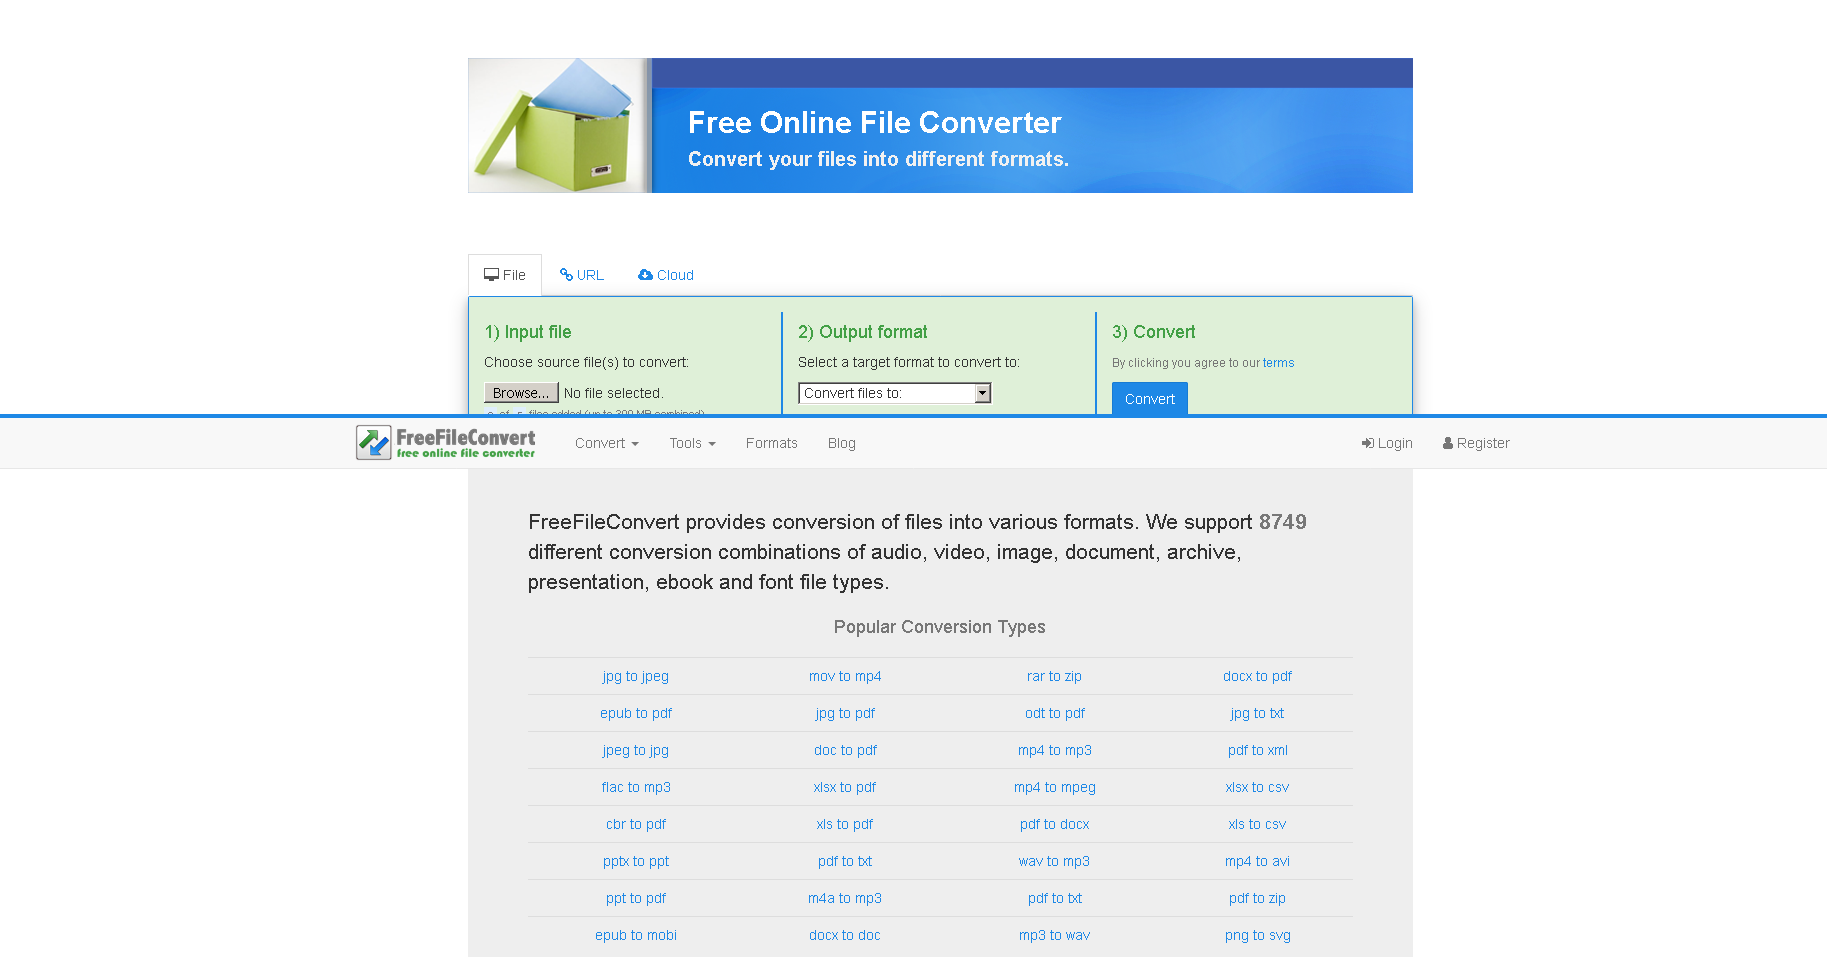 Free Online File Converter
Convert your files into different formats.
File URL Cloud
1) Input file
Choose source file(s) to convert:
Browse... No file selected.
2) Output format
Select a target format to convert to:
Convert files to:
3) Convert
By clicking you agree to our terms
Convert
FreeFileConvert
free online file converter
Convert Tools Formats Blog Login Register
FreeFileConvert provides conversion of files into various formats. We support 8749
different conversion combinations of audio, video, image, document, archive,
presentation, ebook and font file types.
Popular Conversion Types
jpg to jpeg mov to mp4 rar to zip docx to pdf
epub to pdf jpg to pdf odt to pdf jpg to txt
jpeg to jpg doc to pdf mp4 to mp3 pdf to xml
flac to mp3 xlsx to pdf mp4 to mpeg xlsx to csv
cbr to pdf xls to pdf pdf to docx xls to csv
pptx to ppt pdf to txt wav to mp3 mp4 to avi
ppt to pdf m4a to mp3 pdf to txt pdf to zip
epub to mobi docx to doc mp3 to wav png to svg